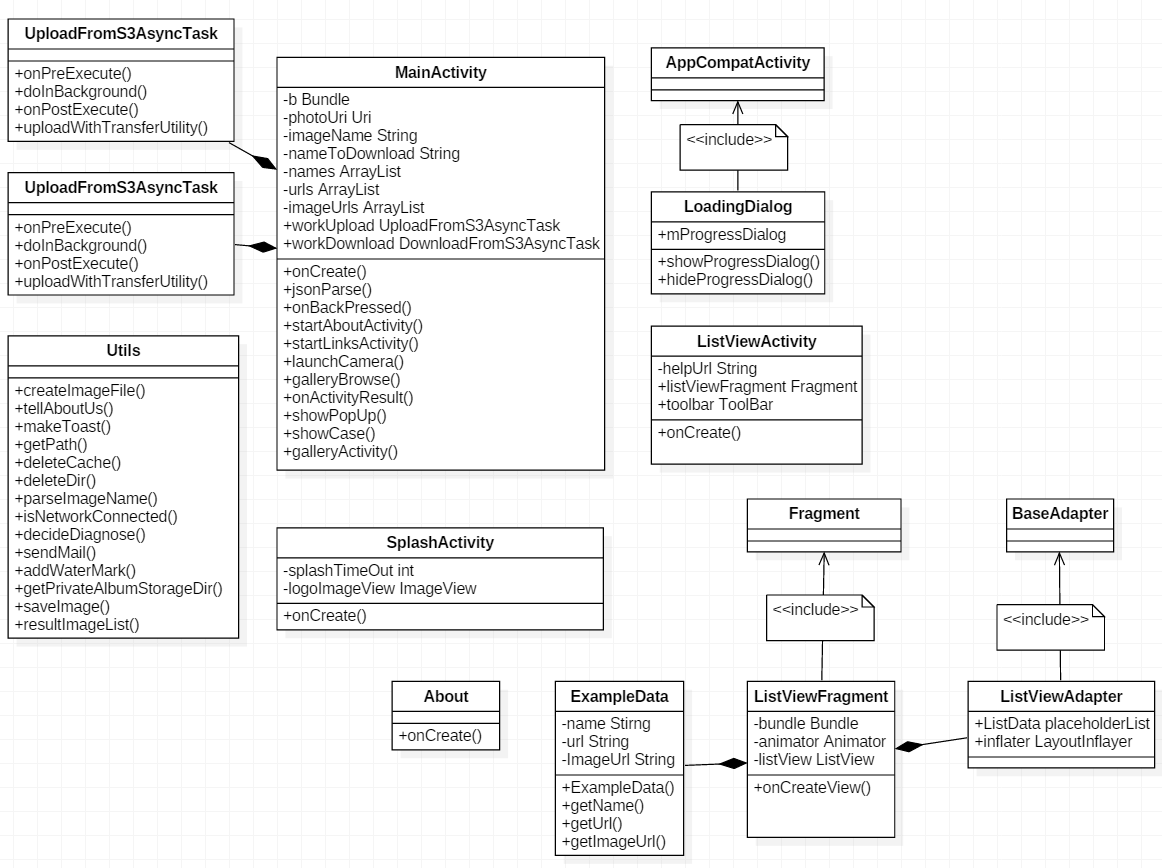 UploadFromS3AsyncTask
+onPreExecute()
+doInBackground()
+onPostExecute()
+uploadWithTransferUtility()
UploadFromS3AsyncTask
+onPreExecute()
+doInBackground()
+onPostExecute()
+uploadWithTransferUtility()
Utils
+createImageFile()
+tellAboutUs()
+makeToast()
+getPath()
+deleteCache()
+deleteDir()
+parseImageName()
+isNetworkConnected()
+decideDiagnose()
+sendMail()
+addWaterMark()
+getPrivateAlbumStorageDir()
+saveImage()
+resultImageList()
MainActivity
-b Bundle
-photoUri Uri
-imageName String
-nameToDownload String
-names ArrayList
-urls ArrayList
-imageUrls ArrayList
+workUpload UploadFromS3AsyncTask
+workDownload DownloadFromS3AsyncTask
+onCreate()
+jsonParse()
+onBackPressed()
+startAboutActivity()
+startLinksActivity()
+launchCamera()
+galleryBrowse()
+onActivityResult()
+showPopUp()
+showCase()
+galleryActivity()
SplashActivity
-splashTimeOut int
-logoImageView ImageView
+onCreate()
AppCompatActivity
<<include>>
LoadingDialog
+mProgressDialog
+showProgressDialog()
+hideProgressDialog()
ListViewActivity
-helpUrl String
+listViewFragment Fragment
+toolbar ToolBar
+onCreate()
Fragment
<<include>>
BaseAdapter
<<include>>
About
+onCreate()
ExampleData
-name Stirng
-url String
-ImageUrl String
+ExampleData()
+getName()
+getUrl()
+getImageUrl()
ListViewFragment
-bundle Bundle
-animator Animator
-listView ListView
+onCreateView()
ListViewAdapter
+ListData placeholderList
+inflater LayoutInflayer